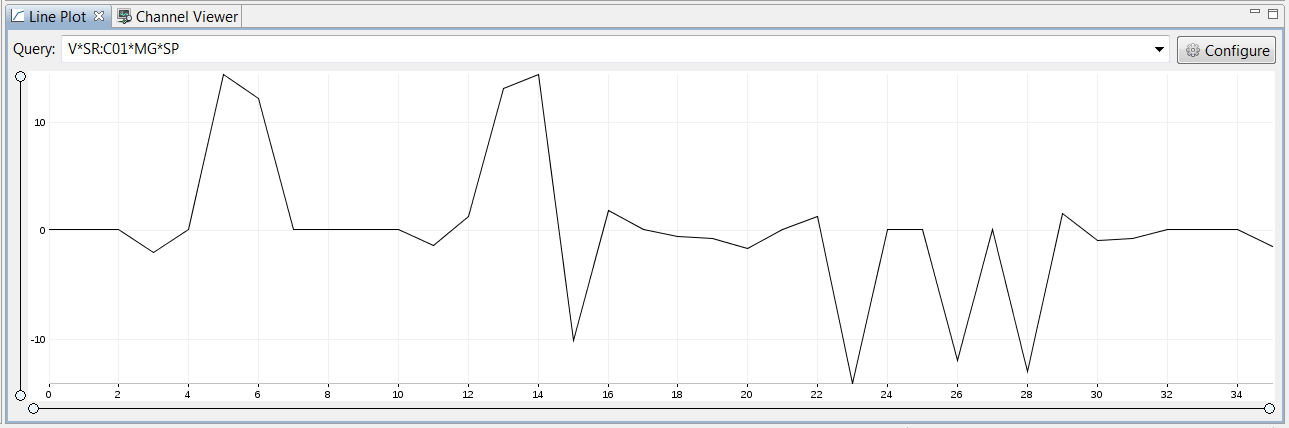 Line Plot Channel Viewer
Query: V*SR:C01*MG*SP Configure
10
0
-10
0 2 4 6 8 10 12 14 16 18 20 22 24 26 28 30 32 34